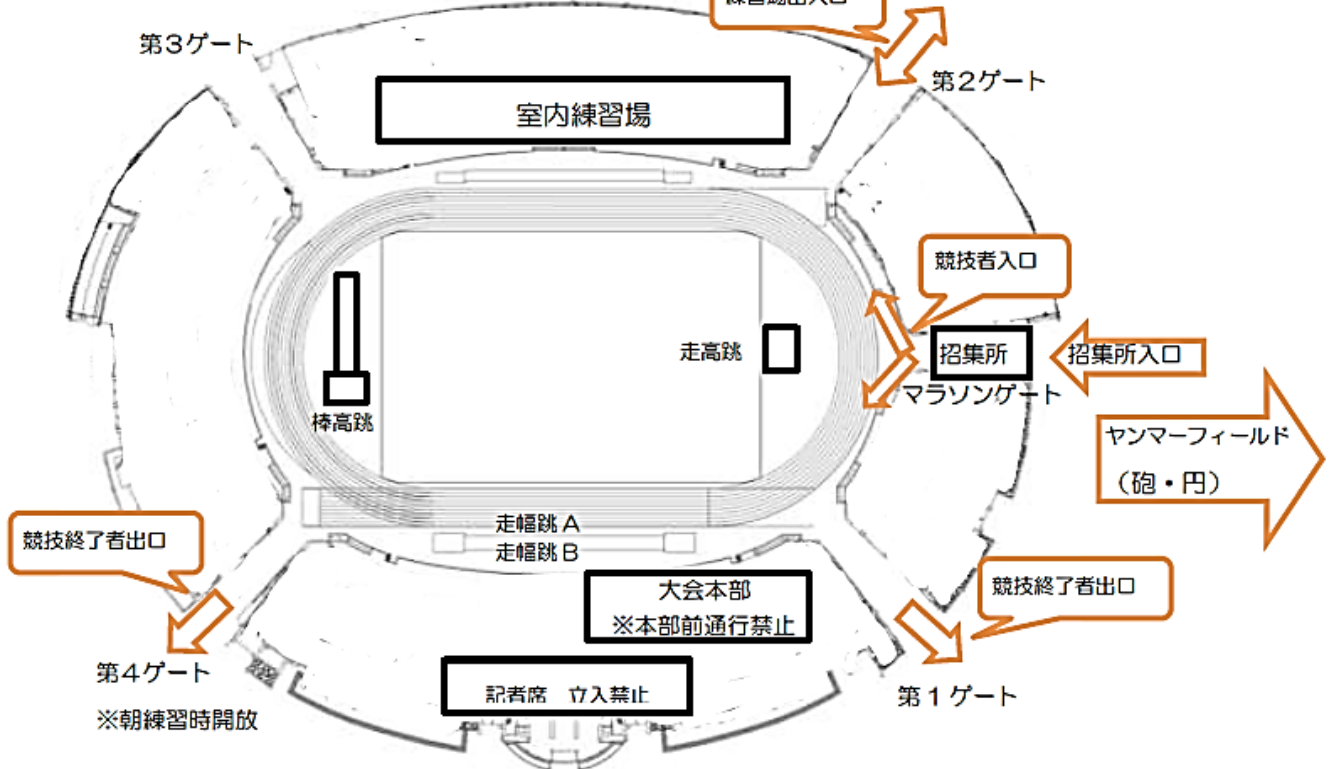 第3ゲート
第2ゲート
室内練習場
競技者入口
招集所
招集所入口
マラソンゲート
走高跳
棒高跳
ヤンマーフィールド
（砲・円）
走幅跳A
走幅跳B
競技終了者出口
大会本部
※本部前通行禁止
競技終了者出口
第4ゲート
※朝練習時開放
記者席　立入禁止
第1ゲート